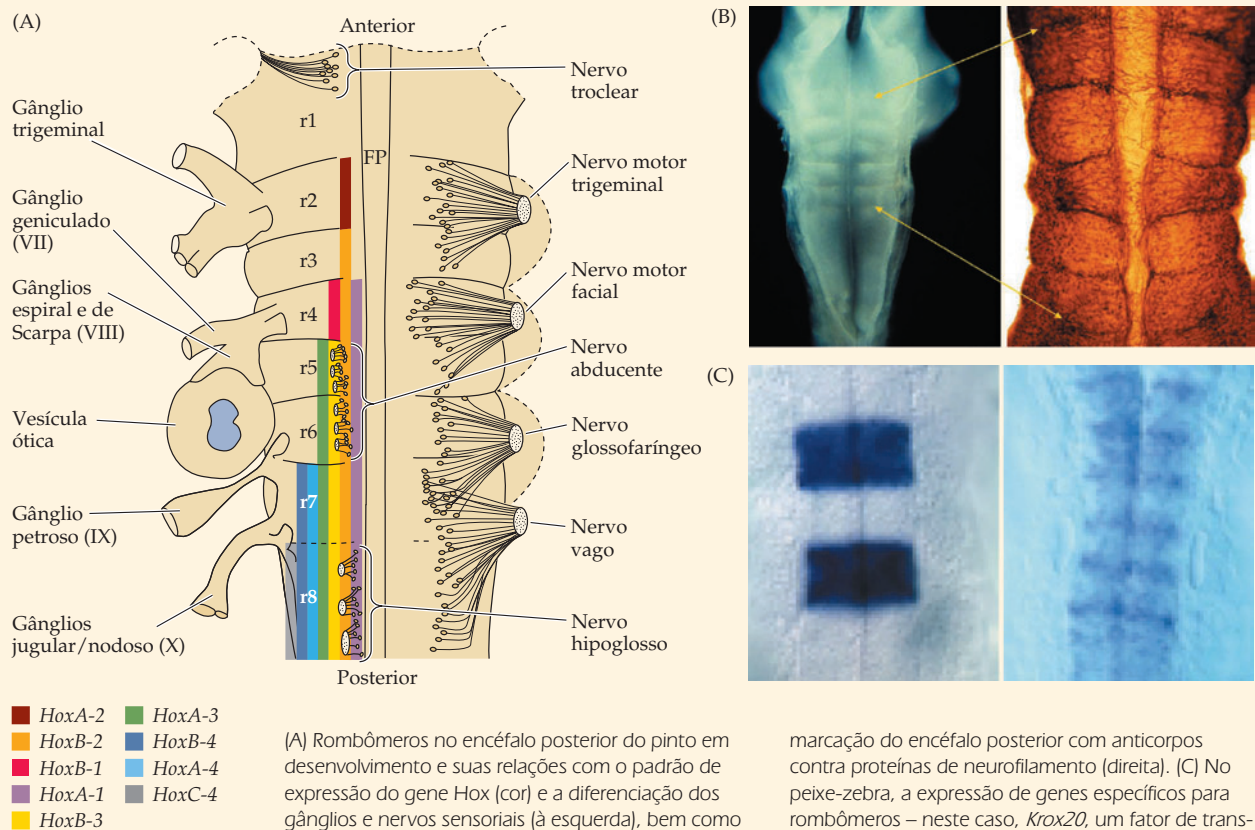 (A)
Anterior
Nervo
troclear
Gânglio
trigeminal
r1
FP
Nervo motor
trigeminal
Gânglio
geniculado
(VII)
r2
r3
Nervo motor
facial
Gânglios
espiral e de
Scarpa (VIII)
r4
Nervo
abducente
r5
Vesícula
ótica
r6
Nervo
glossofaríngeo
Gânglio
petroso (IX)
r7
Nervo
vago
r8
Gânglios
jugular/nodoso (X)
Nervo
hipoglosso
Posterior
(B)
(C)
HoxA-2
HoxB-2
HoxB-1
HoxA-1
HoxB-3
HoxA-3
HoxB-4
HoxA-4
HoxC-4
(A) Rombômeros no encéfalo posterior do pinto em
desenvolvimento e suas relações com o padrão de
expressão do gene Hox (cor) e a diferenciação dos
gânglios e nervos sensoriais (à esquerda), bem como
marcação do encéfalo posterior com anticorpos
contra proteínas de neurofilamento (direita). (C) No
peixe-zebra, a expressão de genes específicos para
rombômeros – neste caso, Krox20, um fator de trans-